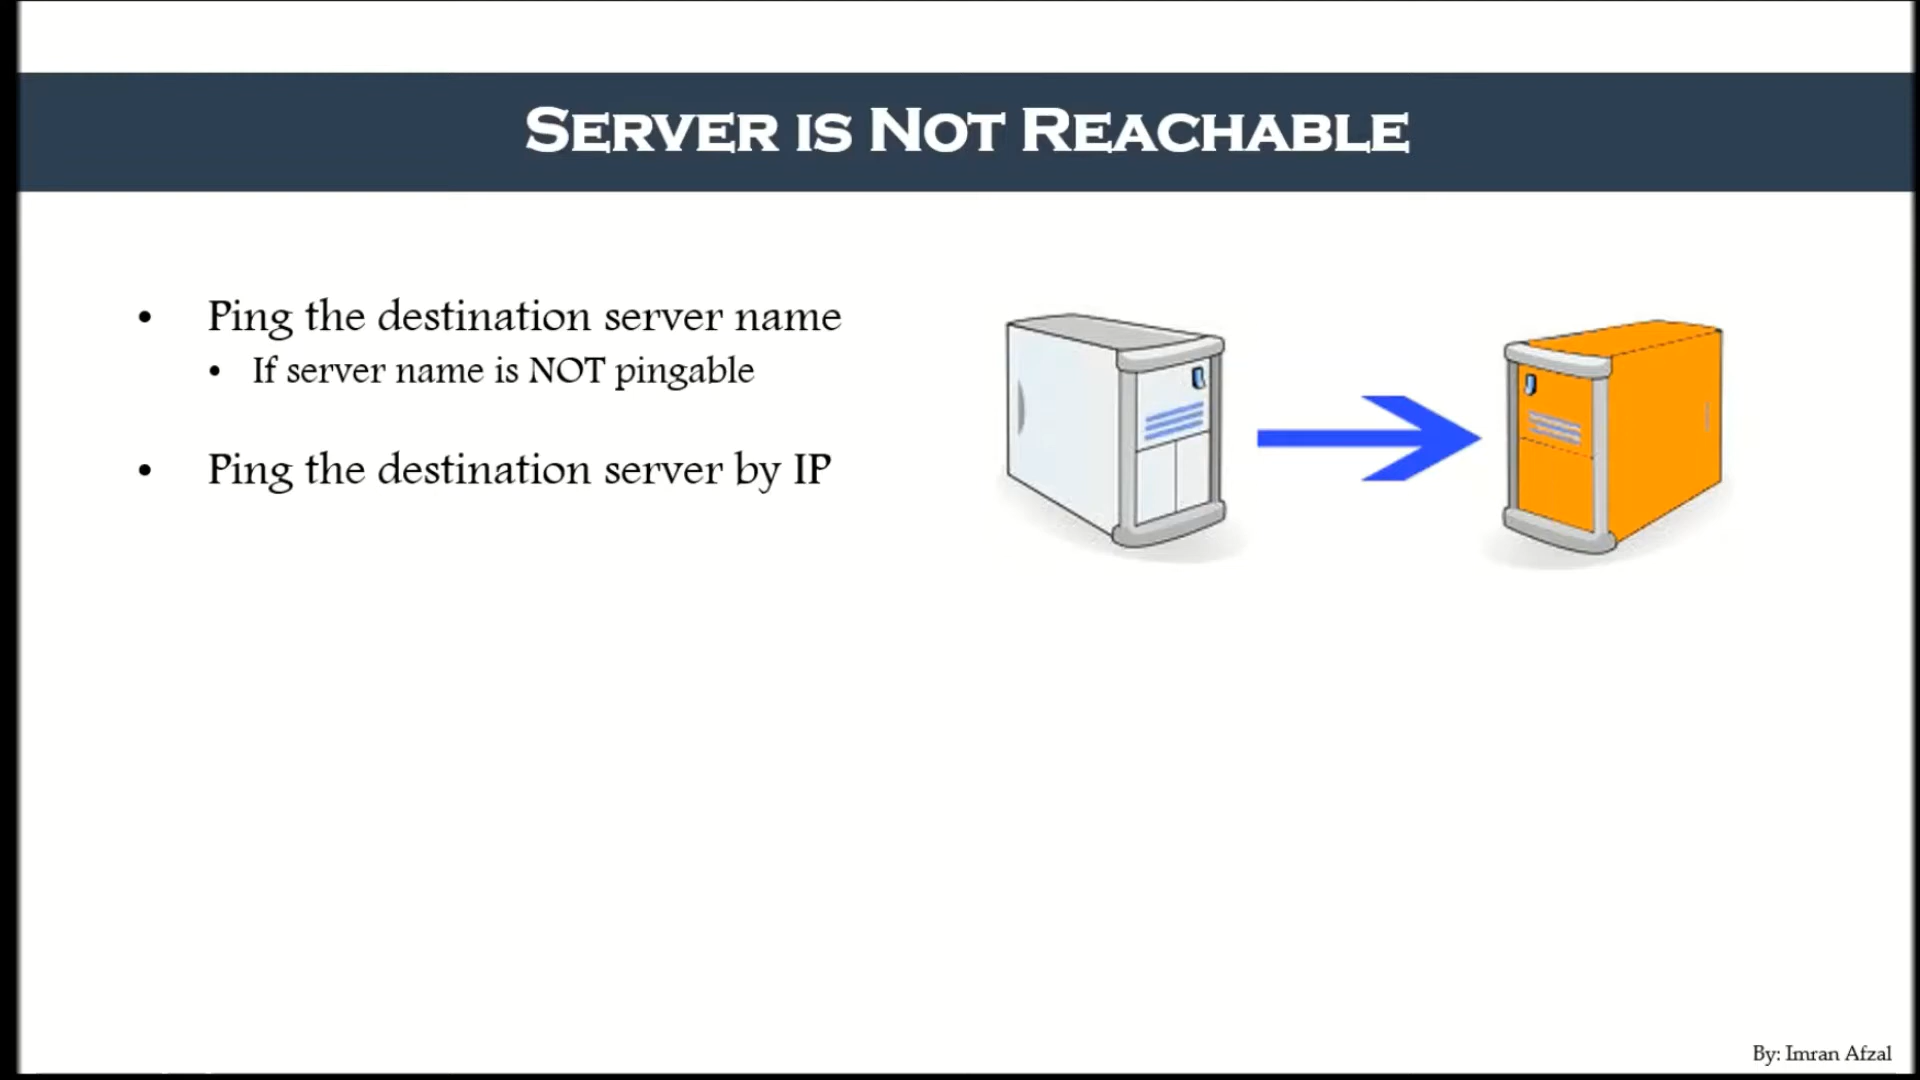 SERVER IS NOT REACHABLE
• Ping the destination server name
• If server name is NOT pingable
• Ping the destination server by IP
By: Imran Afzal